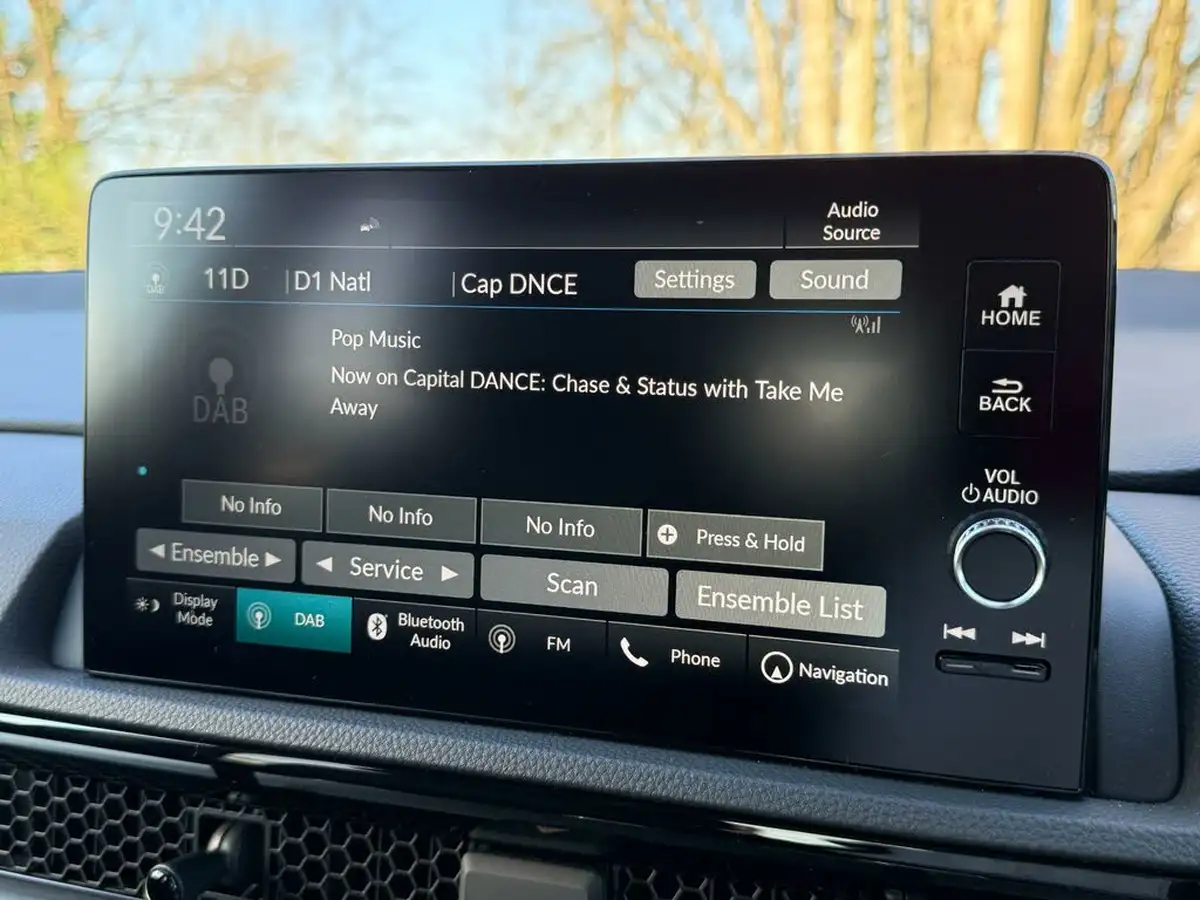 9:42
Audio
Source
DAB
11D
D1 Natl
Cap DNCE
Settings
Sound
HOME
BACK
Pop Music
Now on Capital DANCE: Chase & Status with Take Me
Away
DAB
VOL
AUDIO
No Info
No Info
No Info
Press & Hold
Ensemble
Service
Scan
Ensemble List
Display
Mode
DAB
Bluetooth
Audio
FM
Phone
Navigation